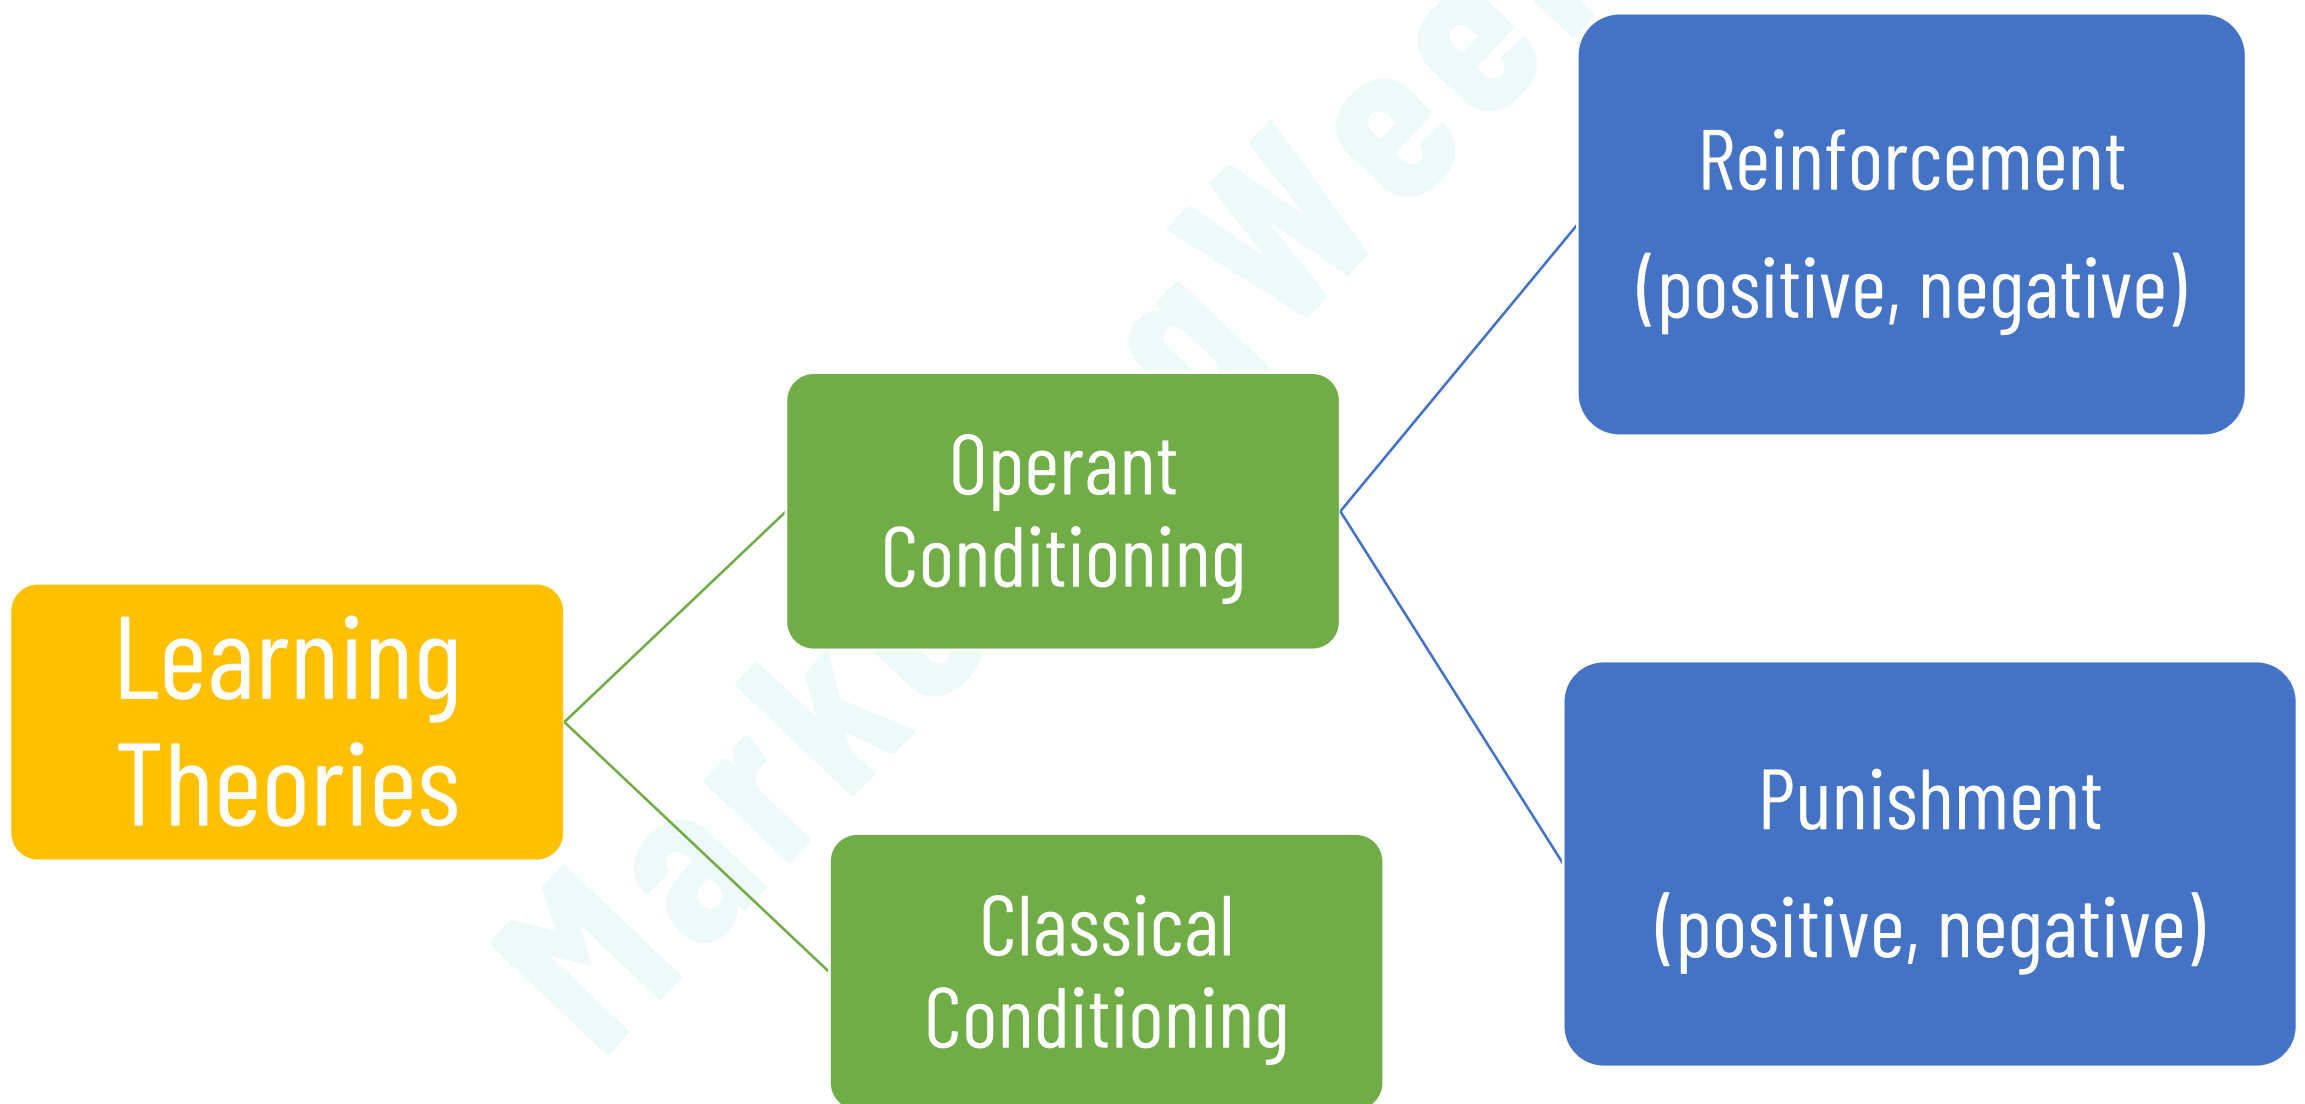 Learning
Theories
Operant
Conditioning
Classical
Conditioning
Reinforcement
(positive, negative)
Punishment
(positive, negative)